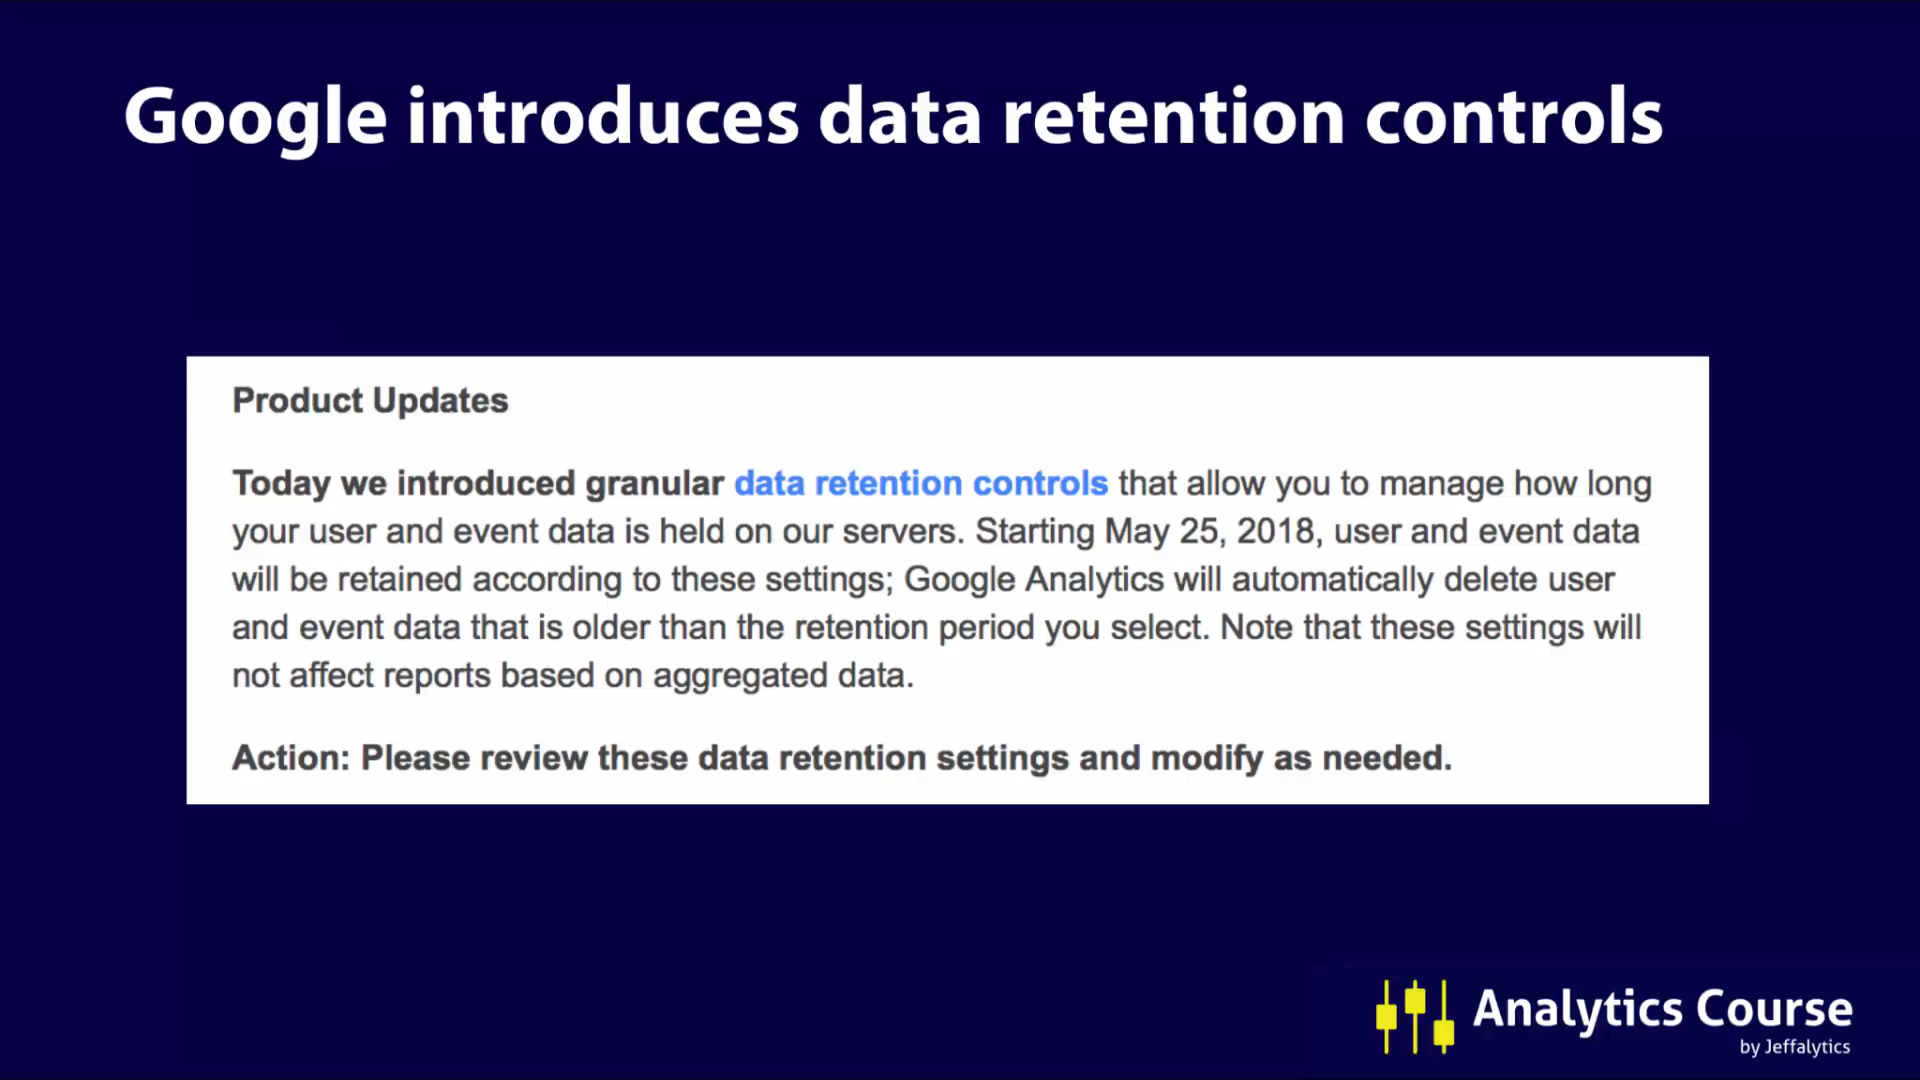 Google introduces data retention controls
Product Updates
Today we introduced granular data retention controls that allow you to manage how long
your user and event data is held on our servers. Starting May 25, 2018, user and event data
will be retained according to these settings; Google Analytics will automatically delete user
and event data that is older than the retention period you select. Note that these settings will
not affect reports based on aggregated data.
Action: Please review these data retention settings and modify as needed.
Analytics Course
by Jeffalytics